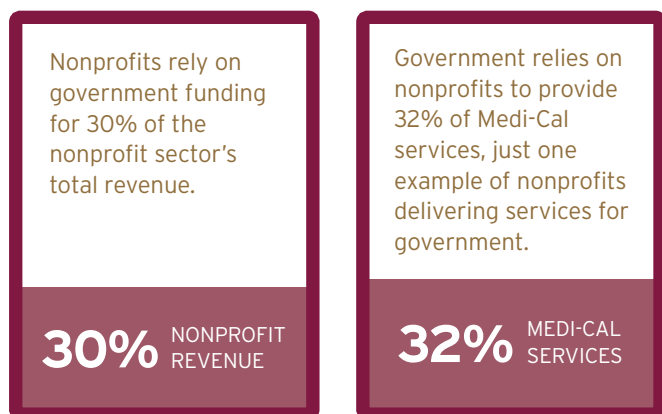 Nonprofits rely on
government funding
for 30% of the
nonprofit sector's
total revenue.
30% NONPROFIT
REVENUE
Government relies on
nonprofits to provide
32% of Medi-Cal
services, just one
example of nonprofits
delivering services for
government.
32% MEDI-CAL
SERVICES